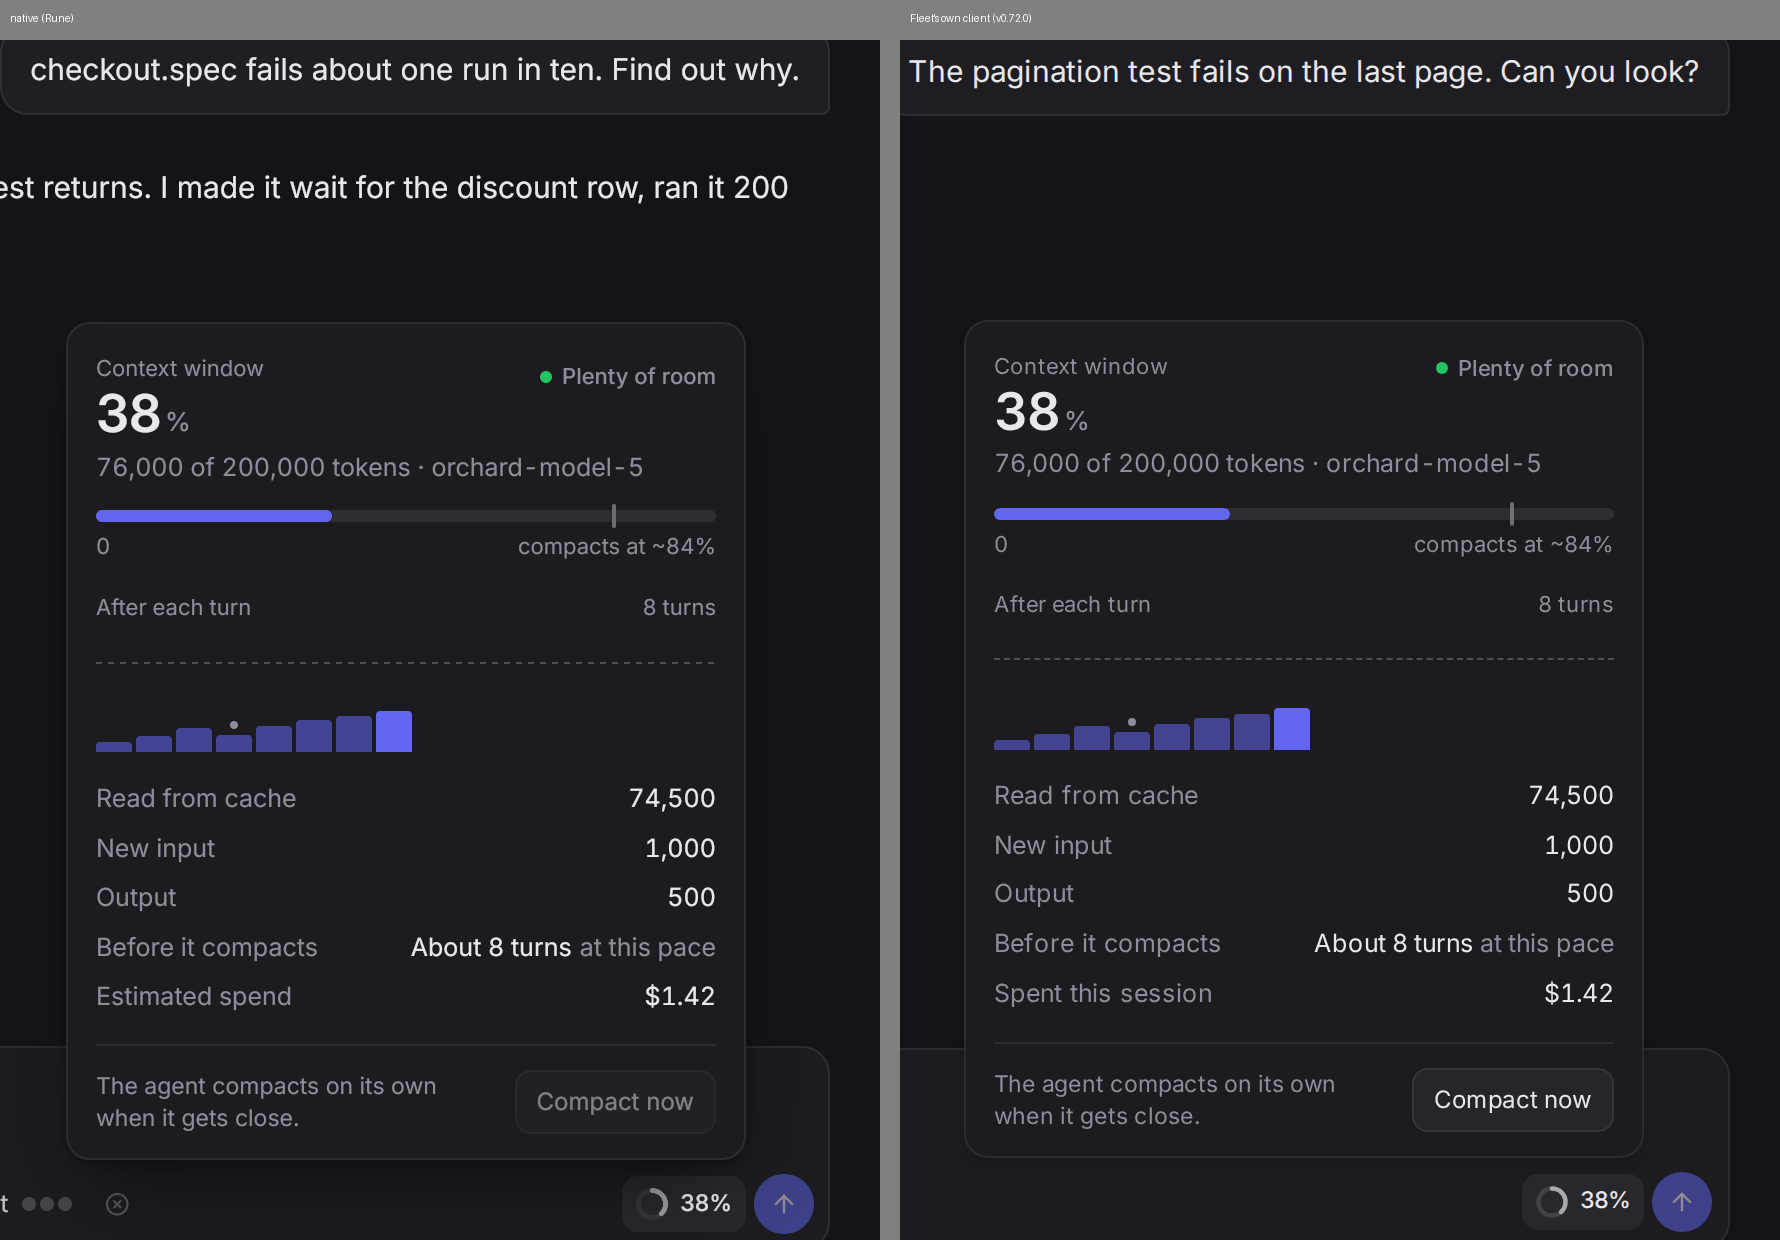 native (Rune)
checkout.spec fails about one run in ten. Find out why.
est returns. I made it wait for the discount row, ran it 200
Context window
Plenty of room
38%
76,000 of 200,000 tokens · orchard-model-5
0
compacts at ~84%
After each turn
8 turns
Read from cache
74,500
New input
1,000
Output
500
Before it compacts
About 8 turns at this pace
Estimated spend
$1.42
The agent compacts on its own
when it gets close.
Compact now
t
38%
Fleet's own client (v0.72.0)
The pagination test fails on the last page. Can you look?
Context window
Plenty of room
38%
76,000 of 200,000 tokens · orchard-model-5
0
compacts at ~84%
After each turn
8 turns
Read from cache
74,500
New input
1,000
Output
500
Before it compacts
About 8 turns at this pace
Spent this session
$1.42
The agent compacts on its own
when it gets close.
Compact now
38%